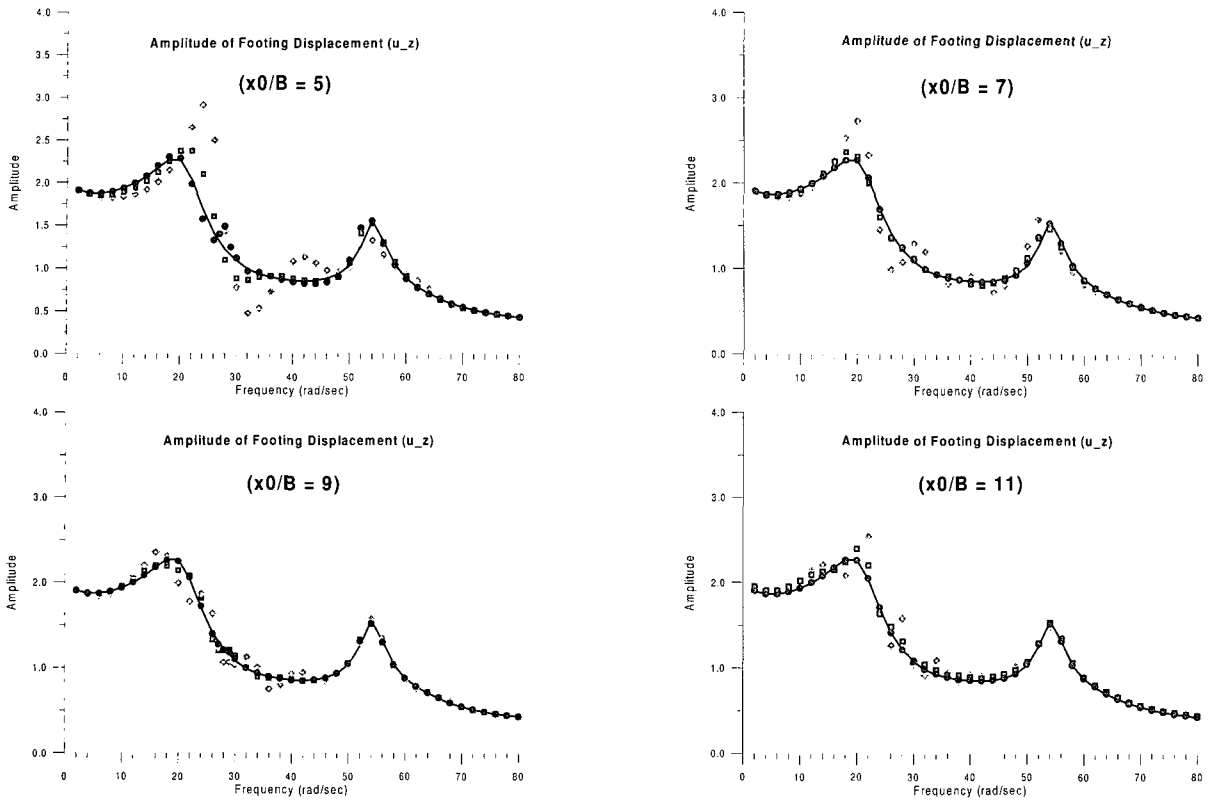 Amplitude of Footing Displacement (u_z)
(x0/B = 5)
Amplitude
4.0
3.5
3.0
2.5
2.0
1.5
1.0
0.5
0.0
0 10 20 30 40 50 60 70 80
Frequency (rad/sec)
Amplitude of Footing Displacement (u_z)
(x0/B = 7)
Amplitude
4.0
3.0
2.0
1.0
0.0
0 10 20 30 40 50 60 70 80
Frequency (rad/sec)
Amplitude of Footing Displacement (u_z)
(x0/B = 9)
Amplitude
4.0
3.0
2.0
1.0
0.0
0 10 20 30 40 50 60 70 80
Frequency (rad/sec)
Amplitude of Footing Displacement (u_z)
(x0/B = 11)
Amplitude
4.0
3.0
2.0
1.0
0.0
0 10 20 30 40 50 60 70 80
Frequency (rad/sec)